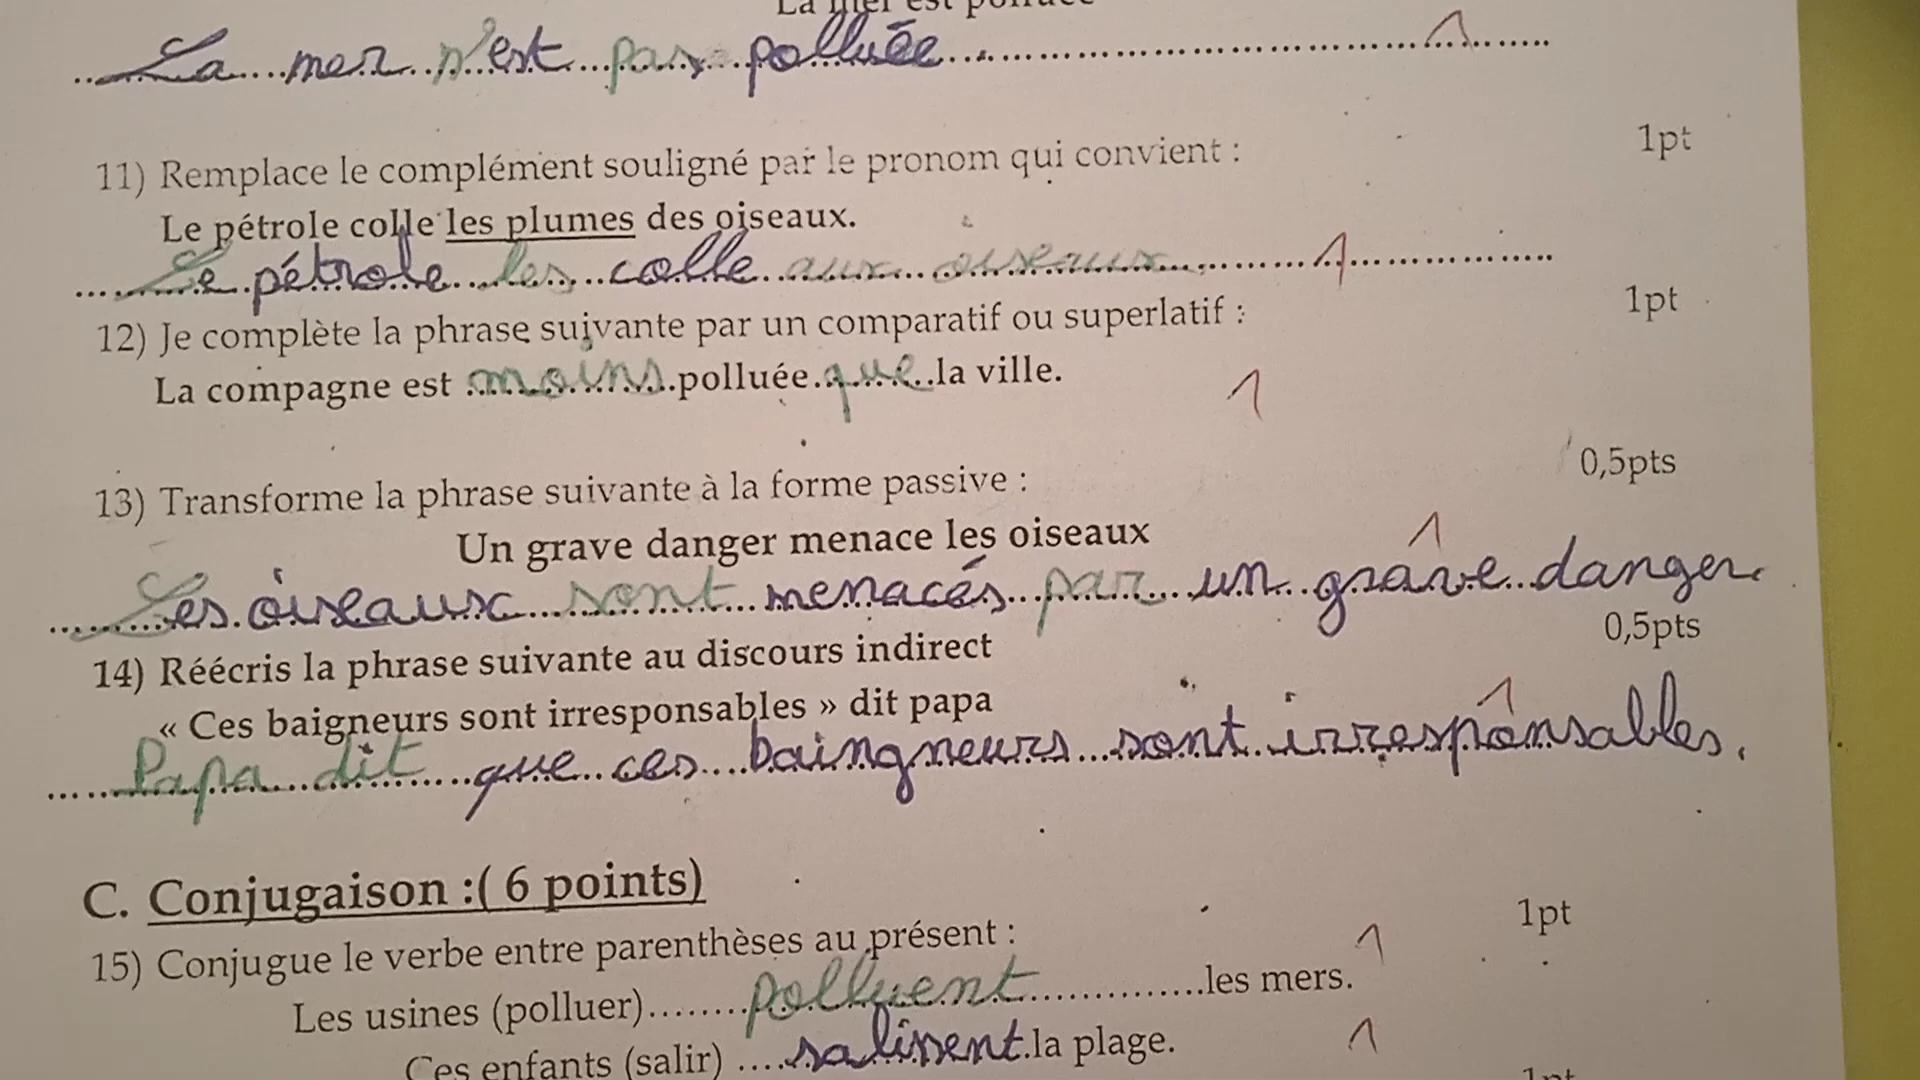 La mer est polluée
La mer n'est pas polluée. 1
11) Remplace le complément souligné par le pronom qui convient : 1pt
Le pétrole colle les plumes des oiseaux.
Le pétrole les colle aux oiseaux. 1
12) Je complète la phrase suivante par un comparatif ou superlatif : 1pt
La compagne est moins polluée que la ville. 1
13) Transforme la phrase suivante à la forme passive : 0,5pts
Un grave danger menace les oiseaux 1
Les oiseaux sont menacés par un grave danger.
14) Réécris la phrase suivante au discours indirect 0,5pts
« Ces baigneurs sont irresponsables » dit papa 1
Papa dit que ces baingneurs sont irresponsables.
C. Conjugaison :( 6 points)
15) Conjugue le verbe entre parenthèses au présent : 1pt
Les usines (polluer) polluent les mers. 1
Ces enfants (salir) salissent la plage. 1
1pt